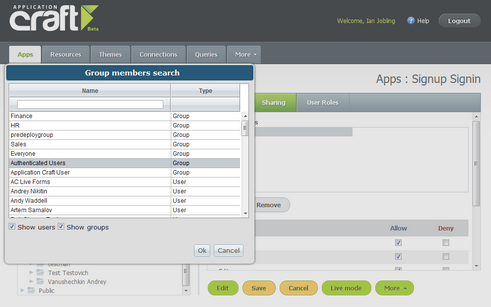 APPLICATION
craft
Beta
Welcome, Ian Jobling
? Help
Logout
Apps
Resources
Themes
Connections
Queries
More
Apps : Signup Signin
Group members search
Name
Type
Finance Group
HR Group
predeploygroup Group
Sales Group
Everyone Group
Authenticated Users Group
Application Craft User Group
AC Live Forms User
Andrey Nikitin User
Andy Waddell User
Artem Samalov User
Show users
Show groups
Ok
Cancel
Sharing
User Roles
Remove
Allow
Deny
Test Testovich
Vanushechkin Andrey
Public
Edit
Save
Cancel
Live mode
More